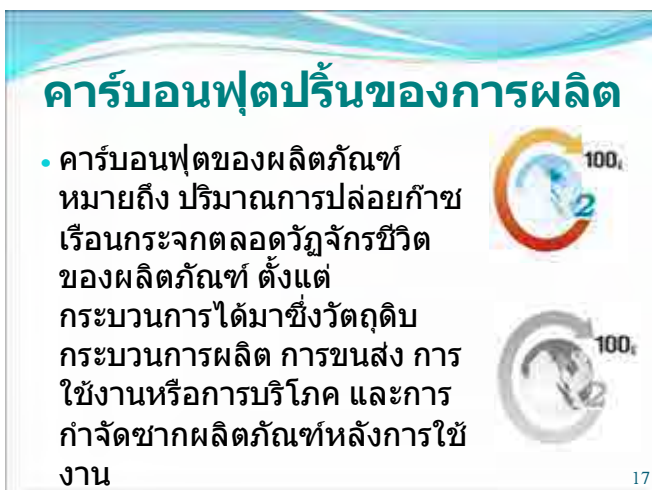 คาร์บอนฟุตปริ้นของการผลิต
• คาร์บอนฟุตของผลิตภัณฑ์
หมายถึง ปริมาณการปล่อยก๊าซ
เรือนกระจกตลอดวัฏจักรชีวิต
ของผลิตภัณฑ์ ตั้งแต่
กระบวนการได้มาซึ่งวัตถุดิบ
กระบวนการผลิต การขนส่ง การ
ใช้งานหรือการบริโภค และการ
กำจัดซากผลิตภัณฑ์หลังการใช้
งาน
100g
2
100g
2
17